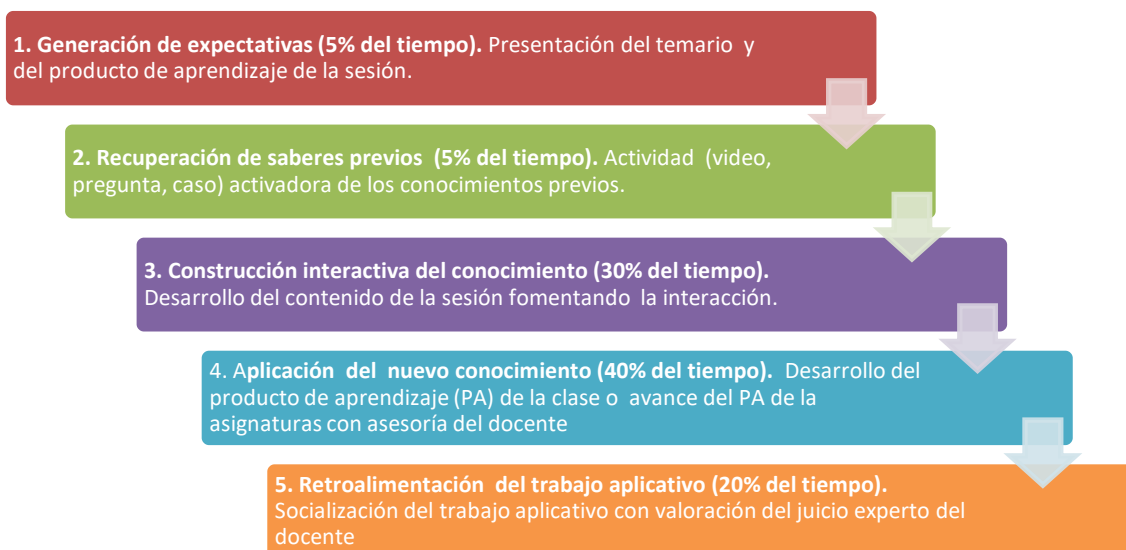 1. Generación de expectativas (5% del tiempo). Presentación del temario y
del producto de aprendizaje de la sesión.
2. Recuperación de saberes previos (5% del tiempo). Actividad (video,
pregunta, caso) activadora de los conocimientos previos.
3. Construcción interactiva del conocimiento (30% del tiempo).
Desarrollo del contenido de la sesión fomentando la interacción.
4. Aplicación del nuevo conocimiento (40% del tiempo). Desarrollo del
producto de aprendizaje (PA) de la clase o avance del PA de la
asignaturas con asesoría del docente
5. Retroalimentación del trabajo aplicativo (20% del tiempo).
Socialización del trabajo aplicativo con valoración del juicio experto del
docente